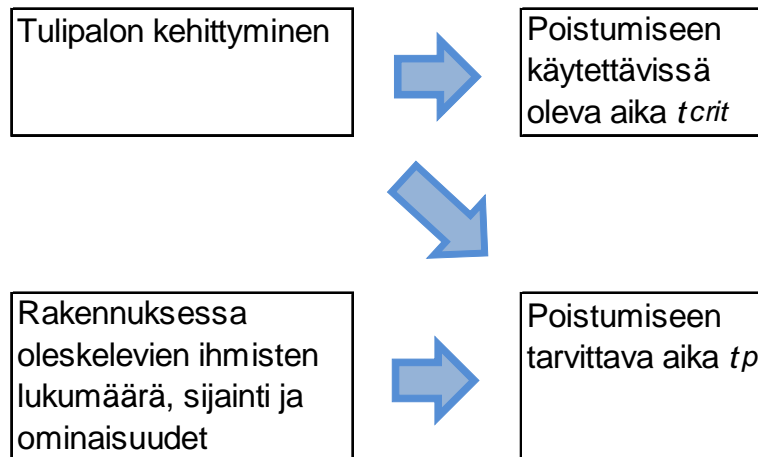 Tulipalon kehittyminen
Poistumiseen
käytettävissä
oleva aika tcrit
Rakennuksessa
oleskelevien ihmisten
lukumäärä, sijainti ja
ominaisuudet
Poistumiseen
tarvittava aika tp